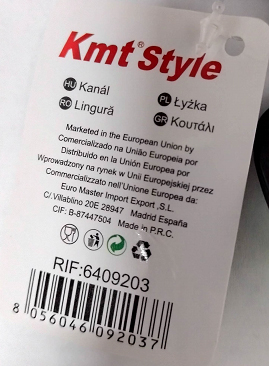 Kmt® Style
HU Kanál
PL Łyżka
RO Lingură
GR Κουτάλι
Marketed in the European Union by
Comercializado na União Europeia por
Distribuido en la Unión Europea por
Wprowadzony na rynek w Unii Europejskiej przez
Commercializzato nell'Unione Europea da:
Euro Master Import Export .S.L.
C/.Villablino 20E 28947 Madrid España
CIF: B-87447504 Made in P.R.C.
RIF:6409203
8 056046 092037